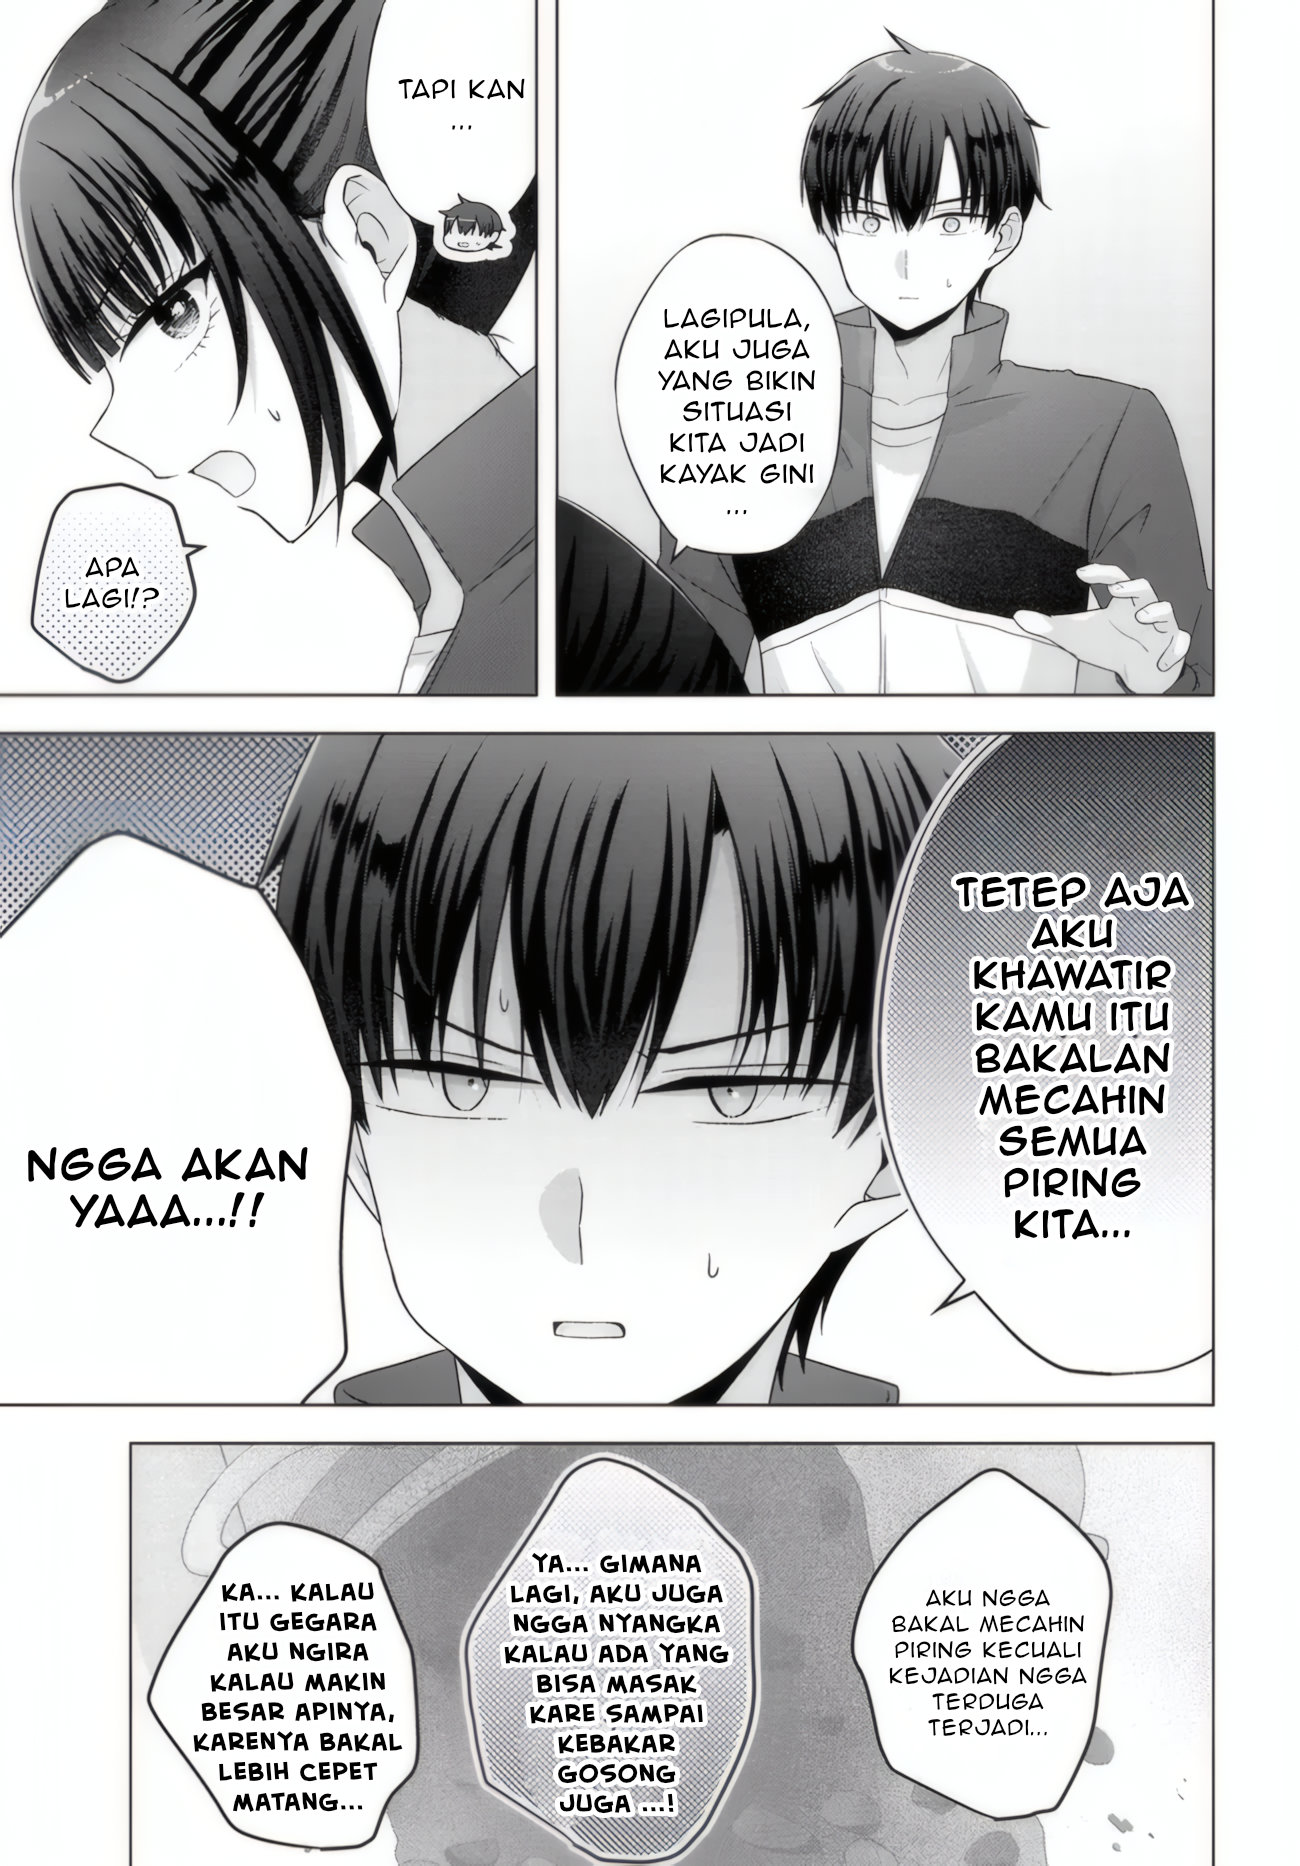 LAGIPULA,
AKU JUGA
YANG BIKIN
SITUASI
KITA JADI
KAYAK GINI
...
TAPI KAN
...
APA
LAGI!?
TETEP AJA
AKU
KHAWATIR
KAMU ITU
BAKALAN
MECAHIN
SEMUA
PIRING
KITA...
NGGA AKAN
YAAA...!!
AKU NGGA
BAKAL MECAHIN
PIRING KECUALI
KEJADIAN NGGA
TERDUGA
TERJADI...
YA... GIMANA
LAGI, AKU JUGA
NGGA NYANGKA
KALAU ADA YANG
BISA MASAK
KARE SAMPAI
KEBAKAR
GOSONG
JUGA ...!
KA... KALAU
ITU GEGARA
AKU NGIRA
KALAU MAKIN
BESAR APINYA,
KARENYA BAKAL
LEBIH CEPET
MATANG...